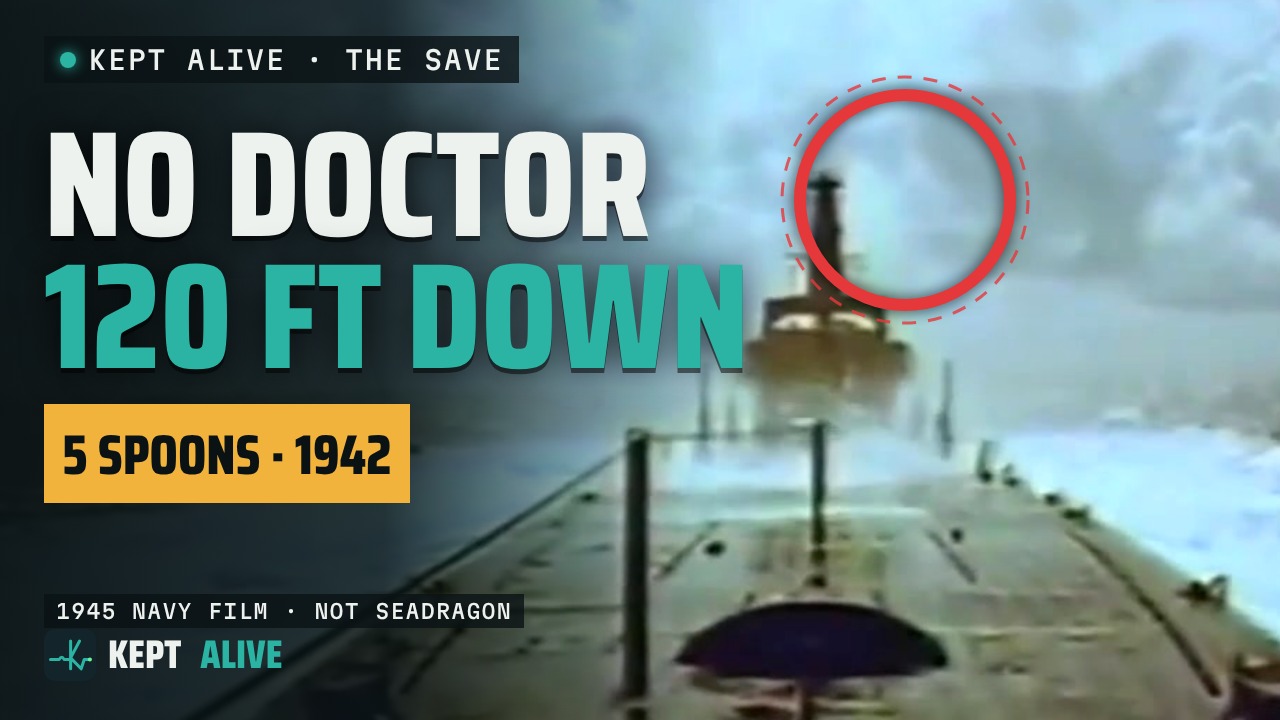 KEPT ALIVE · THE SAVE
NO DOCTOR
120 FT DOWN
5 SPOONS · 1942
1945 NAVY FILM · NOT SEADRAGON
KEPT ALIVE